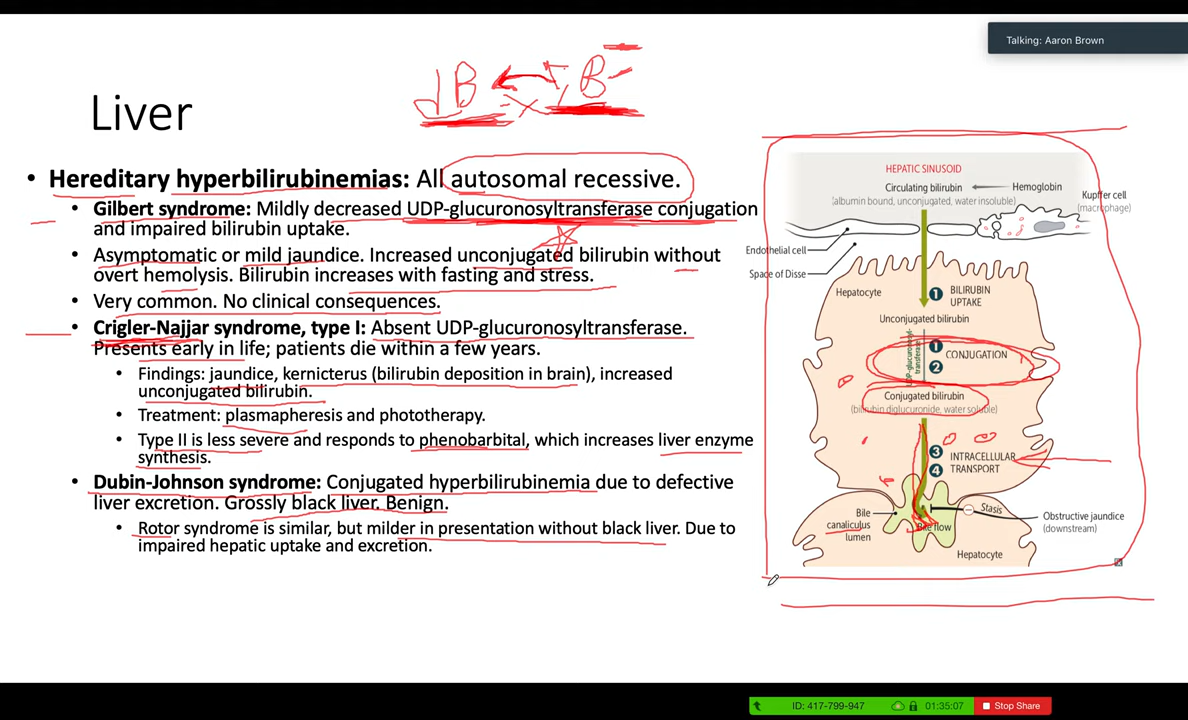 Talking: Aaron Brown
Liver
B
B
• Hereditary hyperbilirubinemias: All autosomal recessive.
• Gilbert syndrome: Mildly decreased UDP-glucuronosyltransferase conjugation
and impaired bilirubin uptake.
• Asymptomatic or mild jaundice. Increased unconjugated bilirubin without
overt hemolysis. Bilirubin increases with fasting and stress.
• Very common. No clinical consequences.
• Crigler-Najjar syndrome, type I: Absent UDP-glucuronosyltransferase.
Presents early in life; patients die within a few years.
• Findings: jaundice, kernicterus (bilirubin deposition in brain), increased
unconjugated bilirubin.
• Treatment: plasmapheresis and phototherapy.
• Type II is less severe and responds to phenobarbital, which increases liver enzyme
synthesis.
• Dubin-Johnson syndrome: Conjugated hyperbilirubinemia due to defective
liver excretion. Grossly black liver. Benign.
• Rotor syndrome is similar, but milder in presentation without black liver. Due to
impaired hepatic uptake and excretion.
HEPATIC SINUSOID
Circulating bilirubin
Hemoglobin
(albumin bound, unconjugated, water insoluble)
Kupffer cell
(macrophage)
Endothelial cell
Space of Disse
Hepatocyte
1 BILIRUBIN
UPTAKE
Unconjugated bilirubin
UDP-glucuronosyl-
transferase
1
CONJUGATION
2
Conjugated bilirubin
(bilirubin diglucuronide, water soluble)
3 INTRACELLULAR
4 TRANSPORT
Bile
canaliculus
lumen
Bile flow
Stasis
Obstructive jaundice
(downstream)
Hepatocyte
ID: 417-799-947
01:35:07
Stop Share